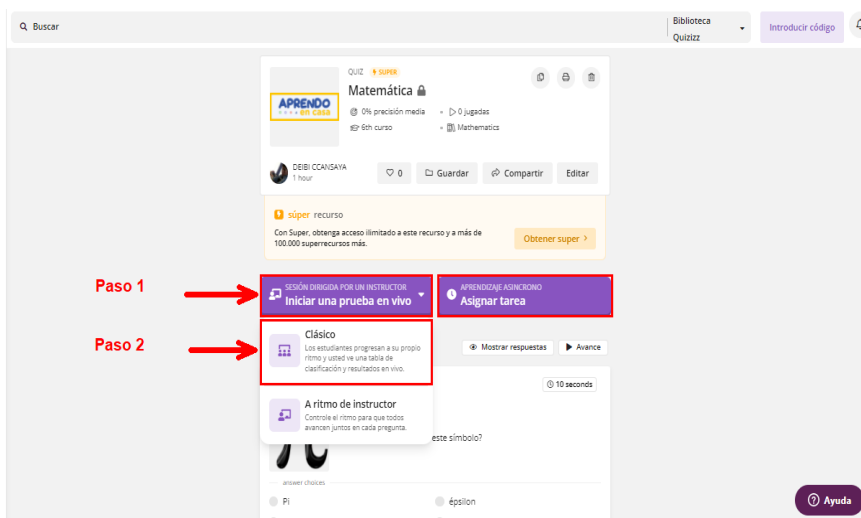 Buscar
Biblioteca
Quizizz
Introducir código
QUIZ SUPER
Matemática
APRENDO
en casa
0% precisión media
0 jugadas
6th curso
Mathematics
DEIBI CCANSAYA
1 hour
0
Guardar
Compartir
Editar
súper recurso
Con Super, obtenga acceso ilimitado a este recurso y a más de
100.000 superrecursos más.
Obtener super
Paso 1
SESIÓN DIRIGIDA POR UN INSTRUCTOR
Iniciar una prueba en vivo
APRENDIZAJE ASINCRONO
Asignar tarea
Paso 2
Clásico
Los estudiantes progresan a su propio
ritmo y usted ve una tabla de
clasificación y resultados en vivo.
Mostrar respuestas
Avance
10 seconds
A ritmo de instructor
Controle el ritmo para que todos
avancen juntos en cada pregunta.
este símbolo?
answer choices
Pi
épsilon
Ayuda